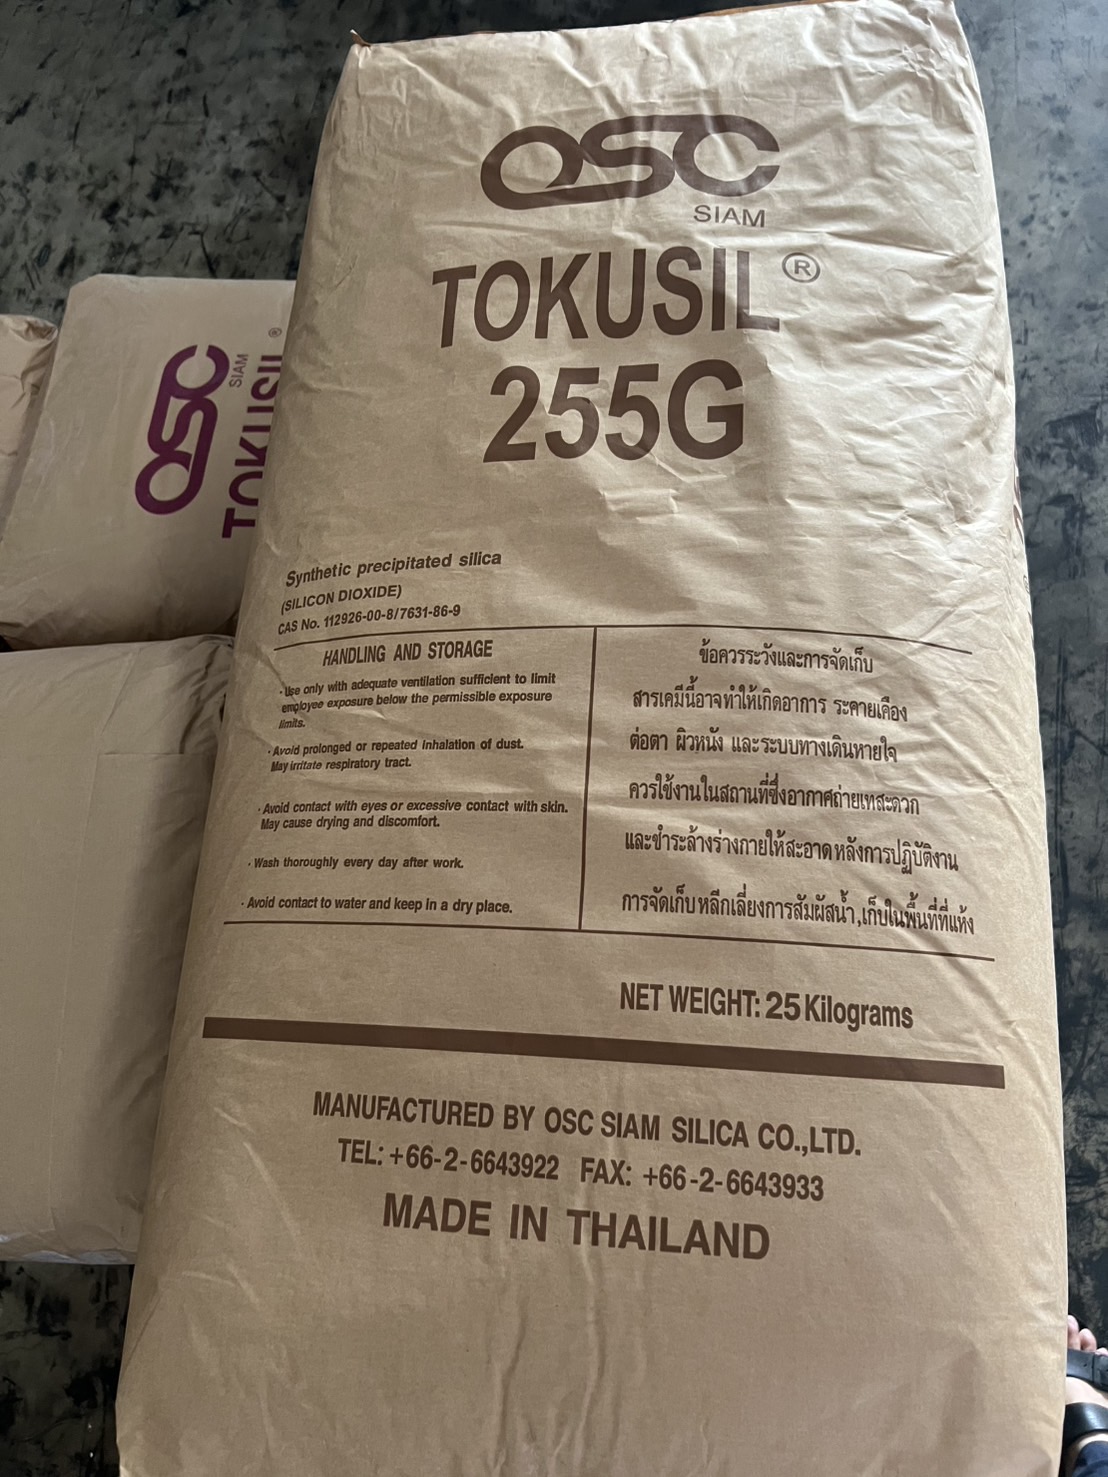 OSC
SIAM
TOKUSIL ®
255G
Synthetic precipitated silica
(SILICON DIOXIDE)
CAS No. 112926-00-8/7631-86-9
HANDLING AND STORAGE
· Use only with adequate ventilation sufficient to limit
employee exposure below the permissible exposure
limits.
· Avoid prolonged or repeated inhalation of dust.
May irritate respiratory tract.
· Avoid contact with eyes or excessive contact with skin.
May cause drying and discomfort.
· Wash thoroughly every day after work.
· Avoid contact to water and keep in a dry place.
ข้อควรระวังและการจัดเก็บ
สารเคมีนี้อาจทำให้เกิดอาการ ระคายเคือง
ต่อตา ผิวหนัง และระบบทางเดินหายใจ
ควรใช้งานในสถานที่ซึ่งอากาศถ่ายเทสะดวก
และชำระล้างร่างกายให้สะอาดหลังการปฏิบัติงาน
การจัดเก็บหลีกเลี่ยงการสัมผัสน้ำ,เก็บในพื้นที่ที่แห้ง
NET WEIGHT: 25 Kilograms
MANUFACTURED BY OSC SIAM SILICA CO.,LTD.
TEL: +66-2-6643922 FAX: +66-2-6643933
MADE IN THAILAND
OSC
SIAM
TOKUSIL ®